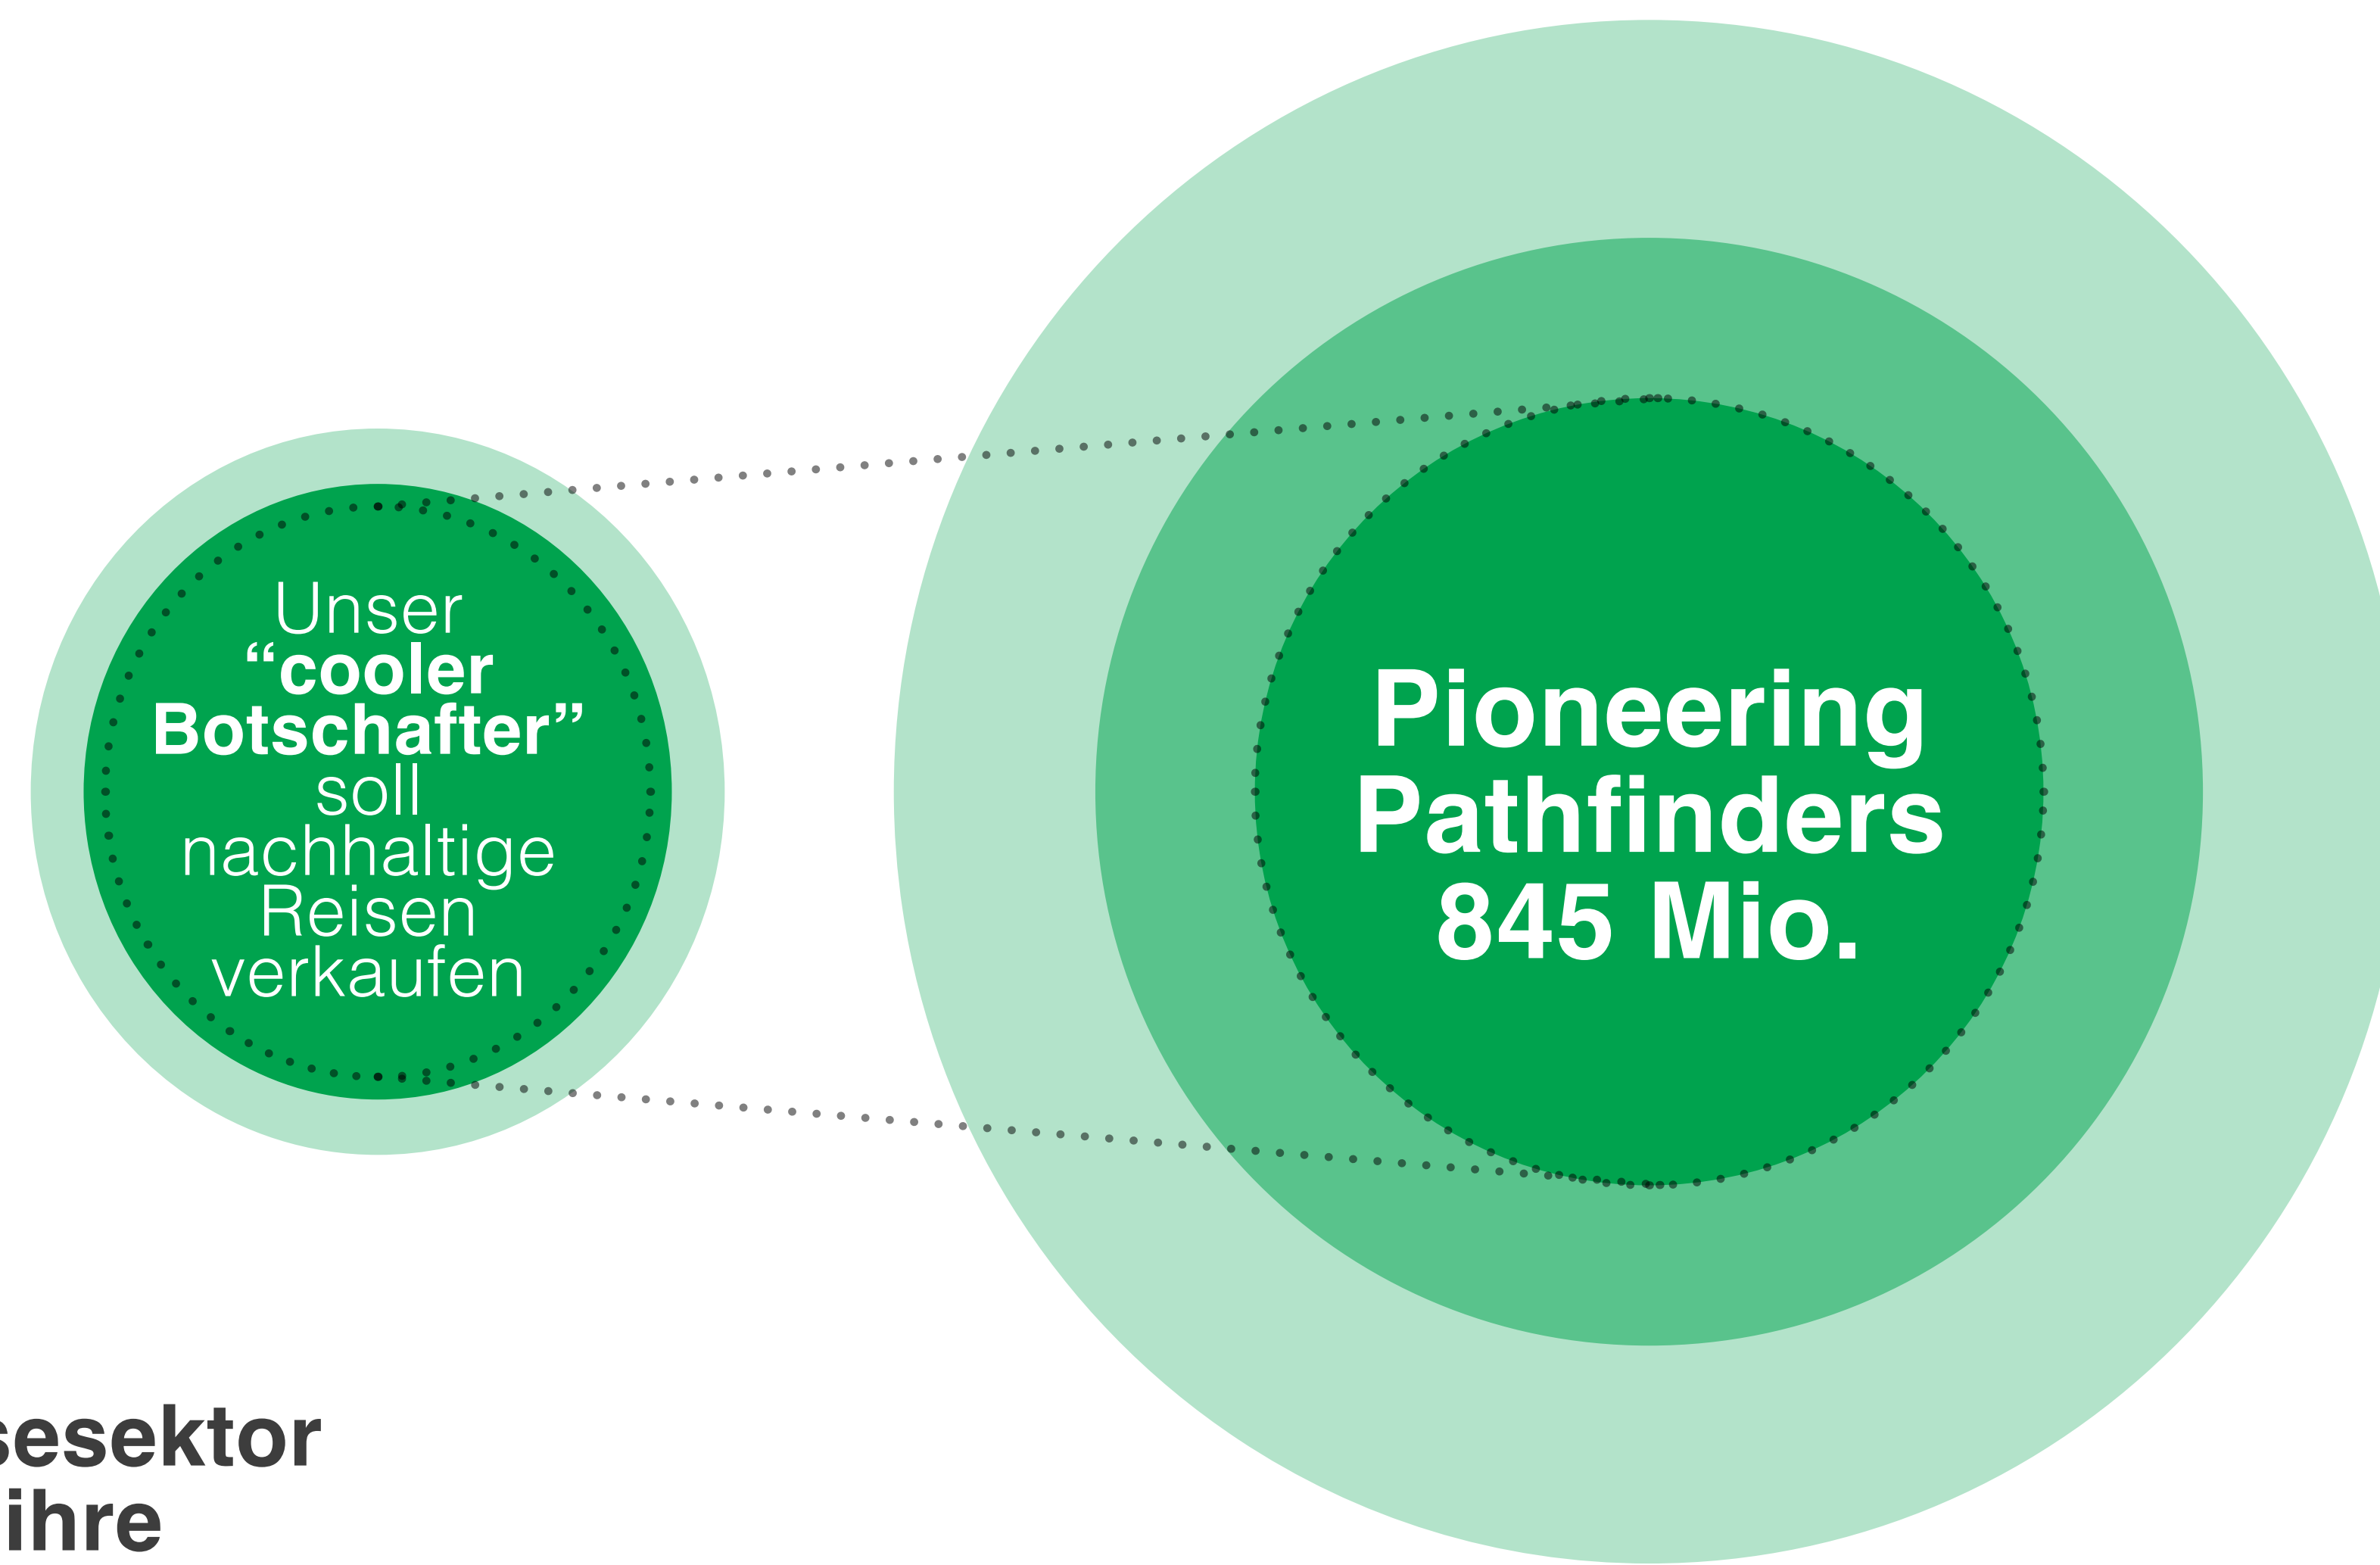 Unser
“cooler
Botschafter”
soll
nachhaltige
Reisen
verkaufen
Pioneering
Pathfinders
845 Mio.
sesektor
ihre